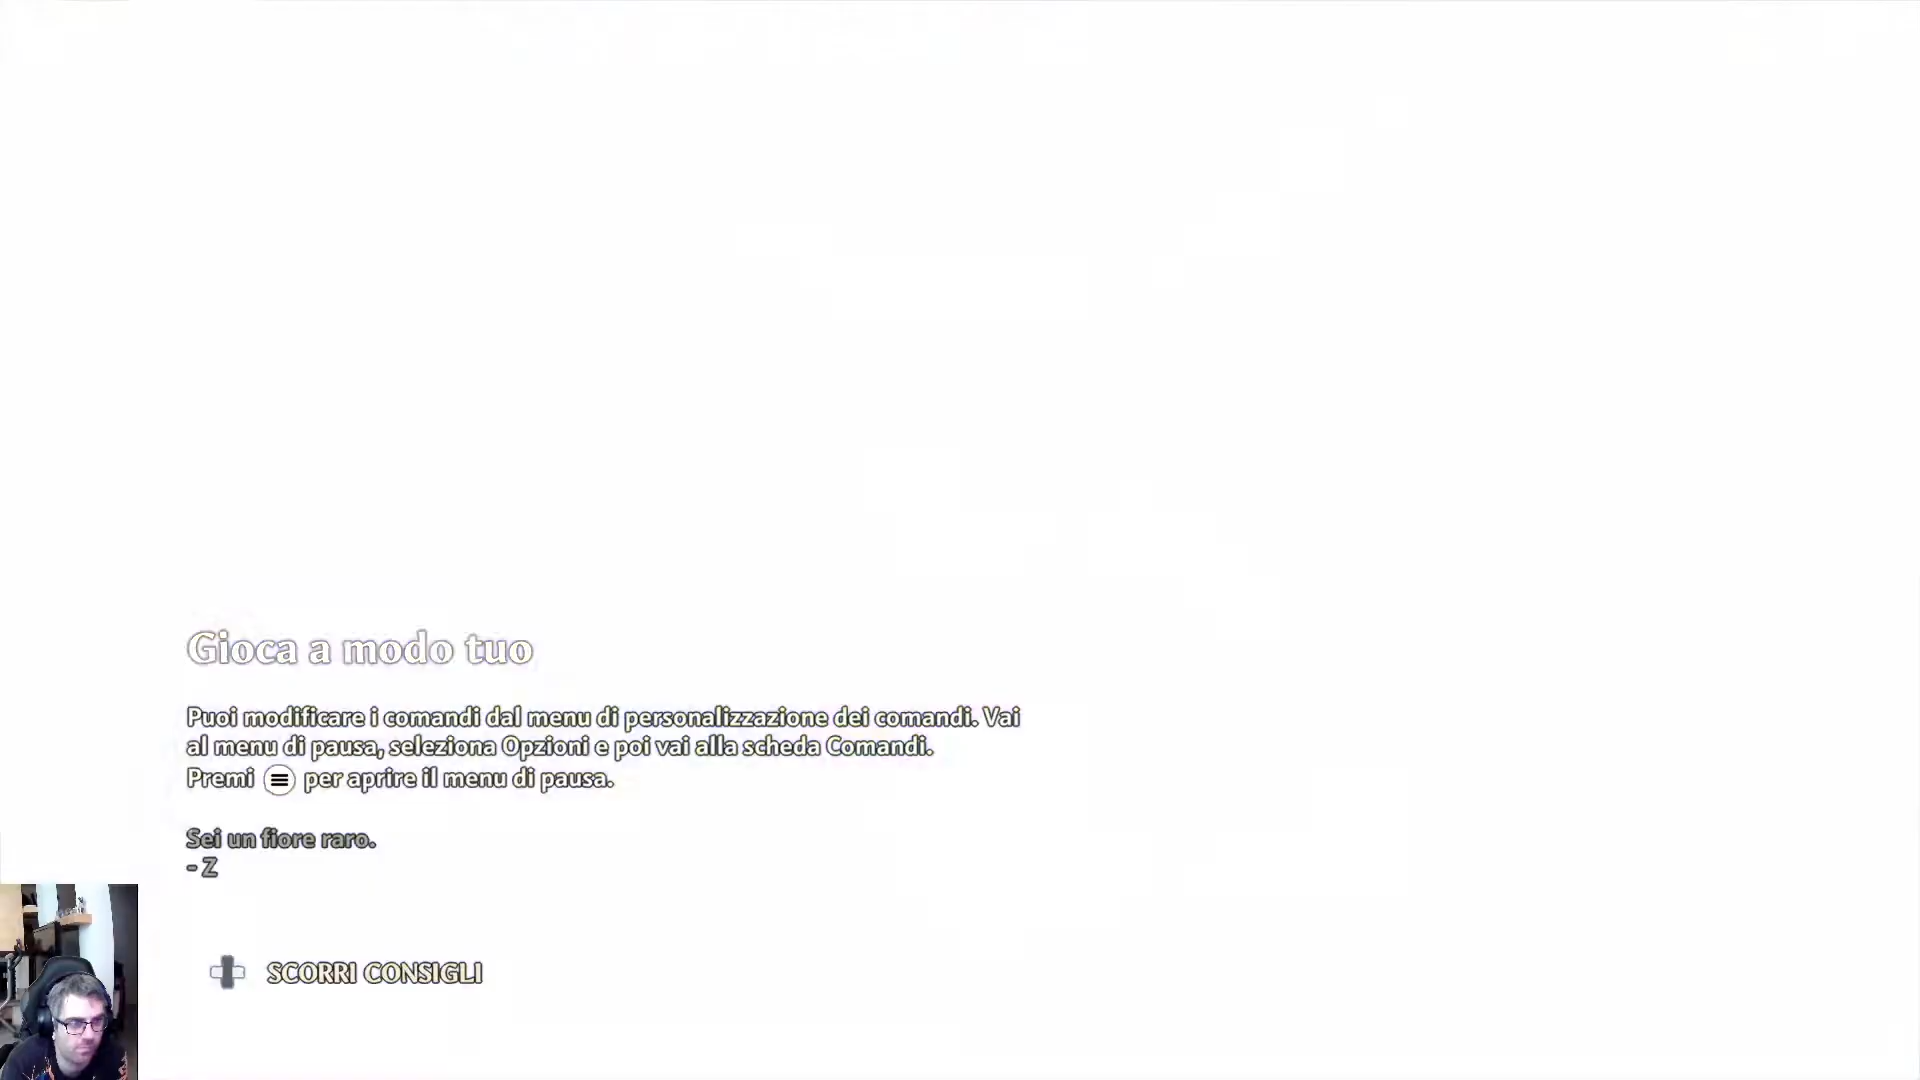 Gioca a modo tuo
Puoi modificare i comandi dal menu di personalizzazione dei comandi. Vai
al menu di pausa, seleziona Opzioni e poi vai alla scheda Comandi.
Premi per aprire il menu di pausa.
Sei un fiore raro.
- Z
SCORRI CONSIGLI